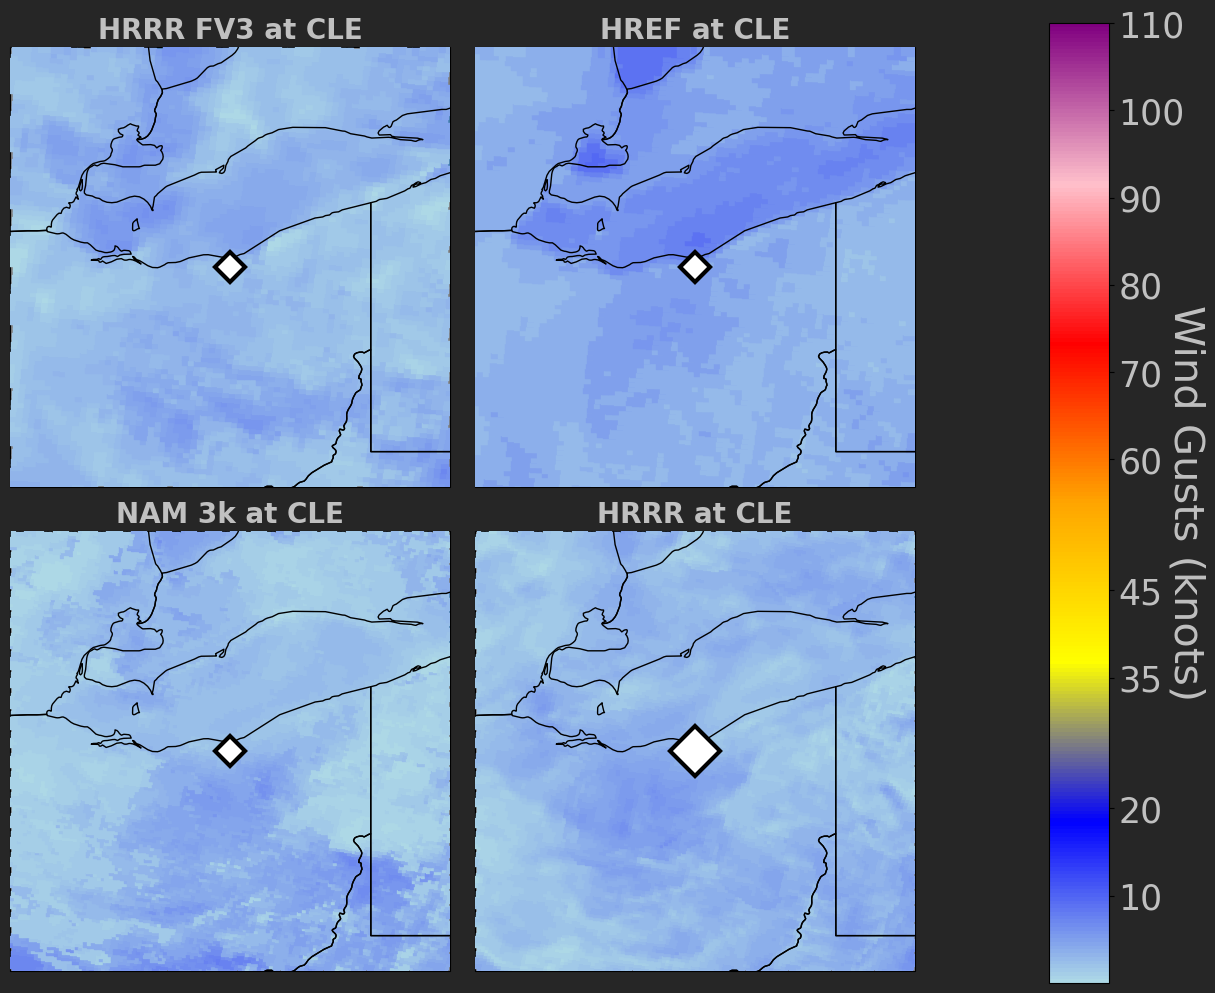 HRRR FV3 at CLE
HREF at CLE
NAM 3k at CLE
HRRR at CLE
110
100
90
80
70
60
45
35
20
10
Wind Gusts (knots)